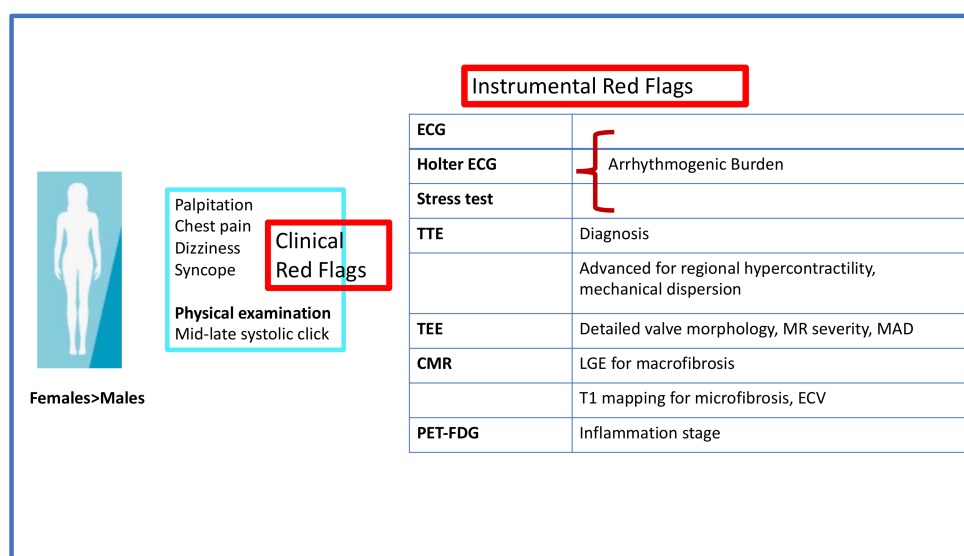 Instrumental Red Flags
ECG
Holter ECG
Arrhythmogenic Burden
Stress test
TTE
Diagnosis
Advanced for regional hypercontractility,
mechanical dispersion
TEE
Detailed valve morphology, MR severity, MAD
CMR
LGE for macrofibrosis
T1 mapping for microfibrosis, ECV
PET-FDG
Inflammation stage
Palpitation
Chest pain
Dizziness
Syncope
Clinical
Red Flags
Physical examination
Mid-late systolic click
Females>Males